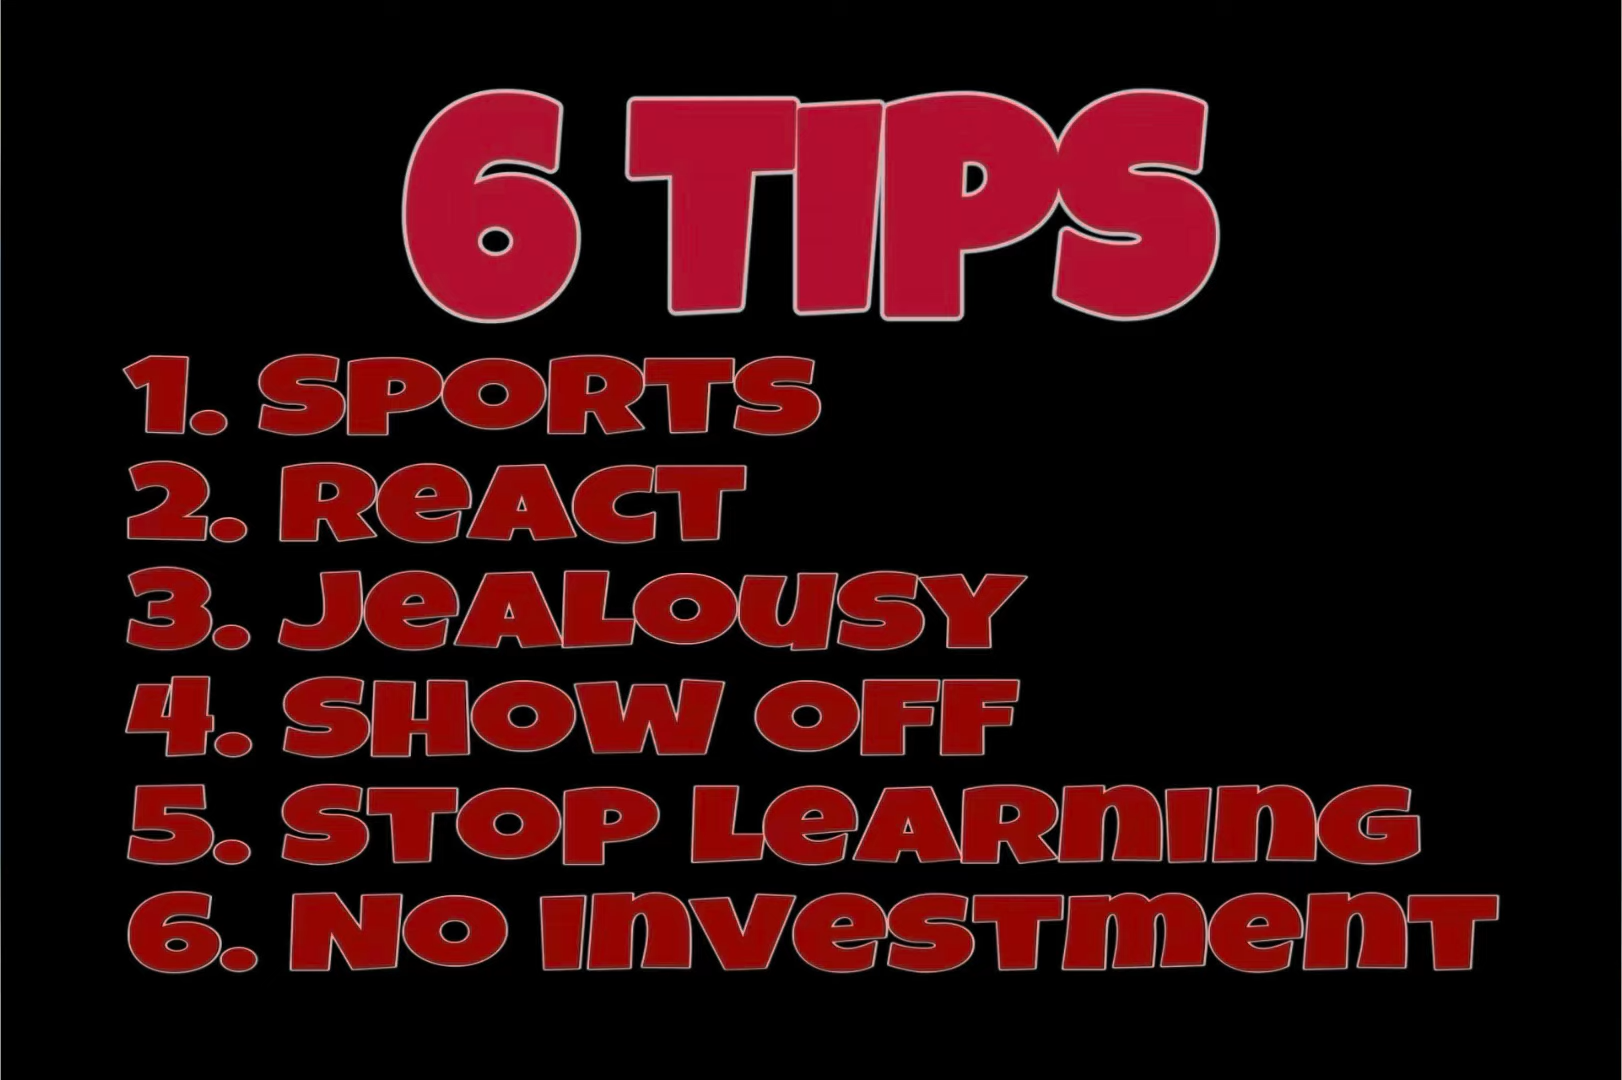 6 TIPS
1. SPORTS
2. ReACT
3. JeALOUSY
4. SHOW OFF
5. STOP LeARnInG
6. NO InVeSTmenT